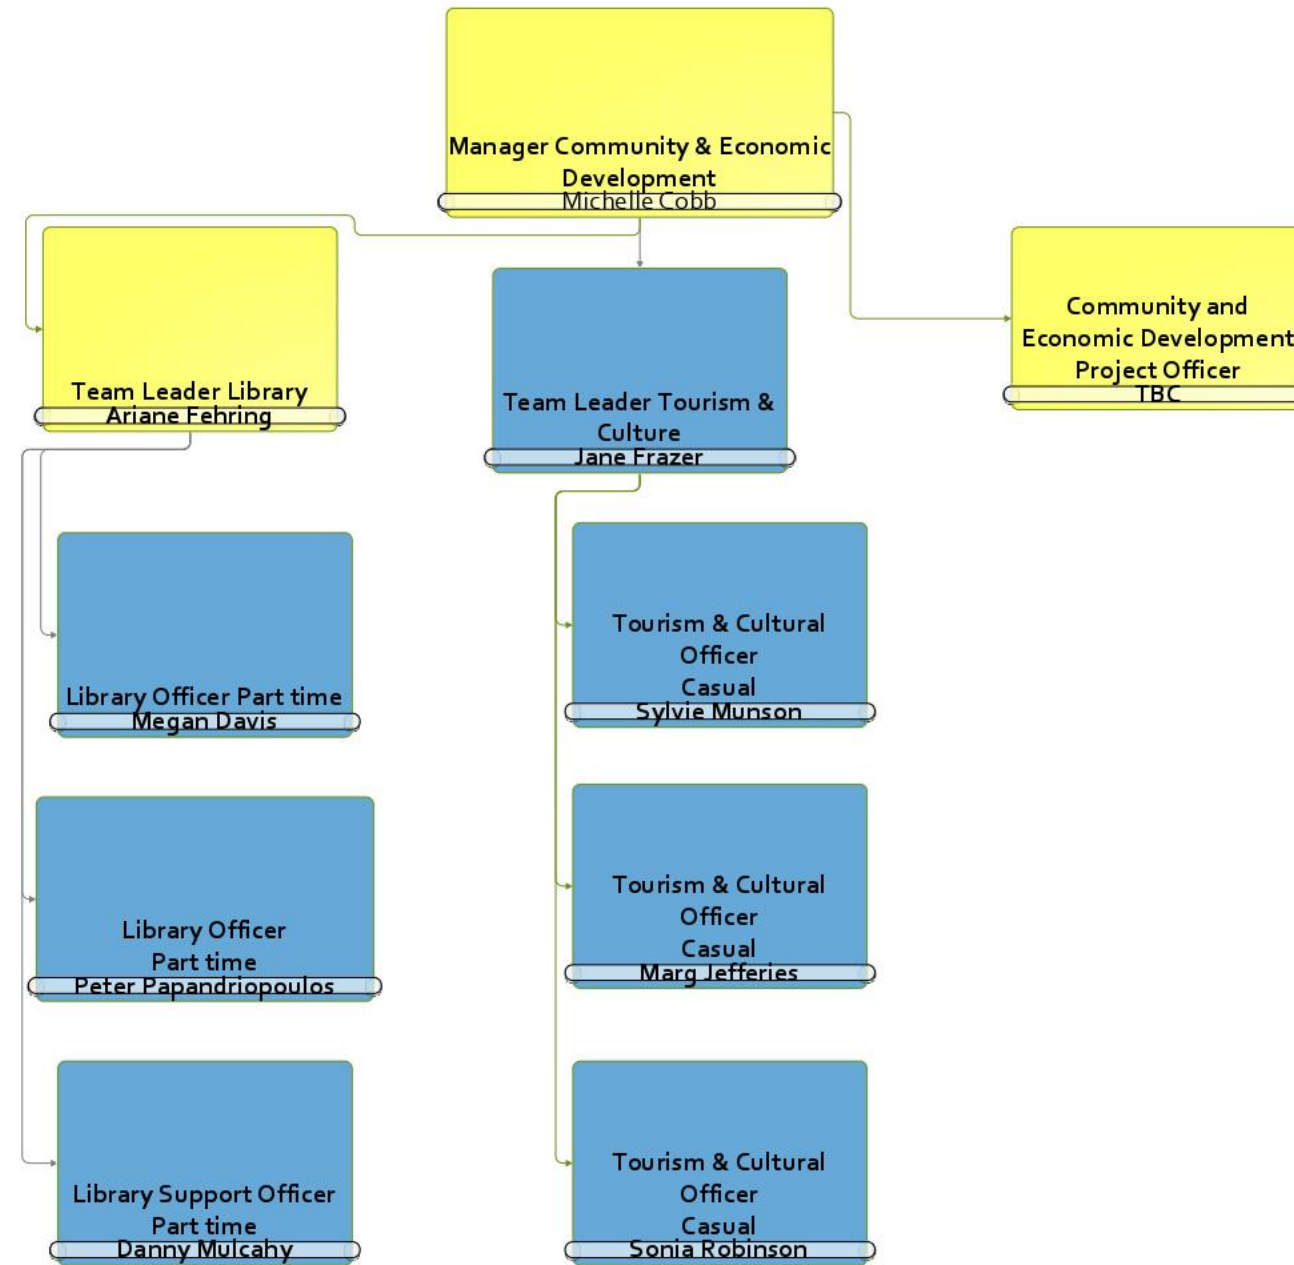 Manager Community & Economic
Development
Michelle Cobb
Team Leader Library
Ariane Fehring
Team Leader Tourism &
Culture
Jane Frazer
Community and
Economic Development
Project Officer
TBC
Library Officer Part time
Megan Davis
Library Officer
Part time
Peter Papandriopoulos
Library Support Officer
Part time
Danny Mulcahy
Tourism & Cultural
Officer
Casual
Sylvie Munson
Tourism & Cultural
Officer
Casual
Marg Jefferies
Tourism & Cultural
Officer
Casual
Sonia Robinson